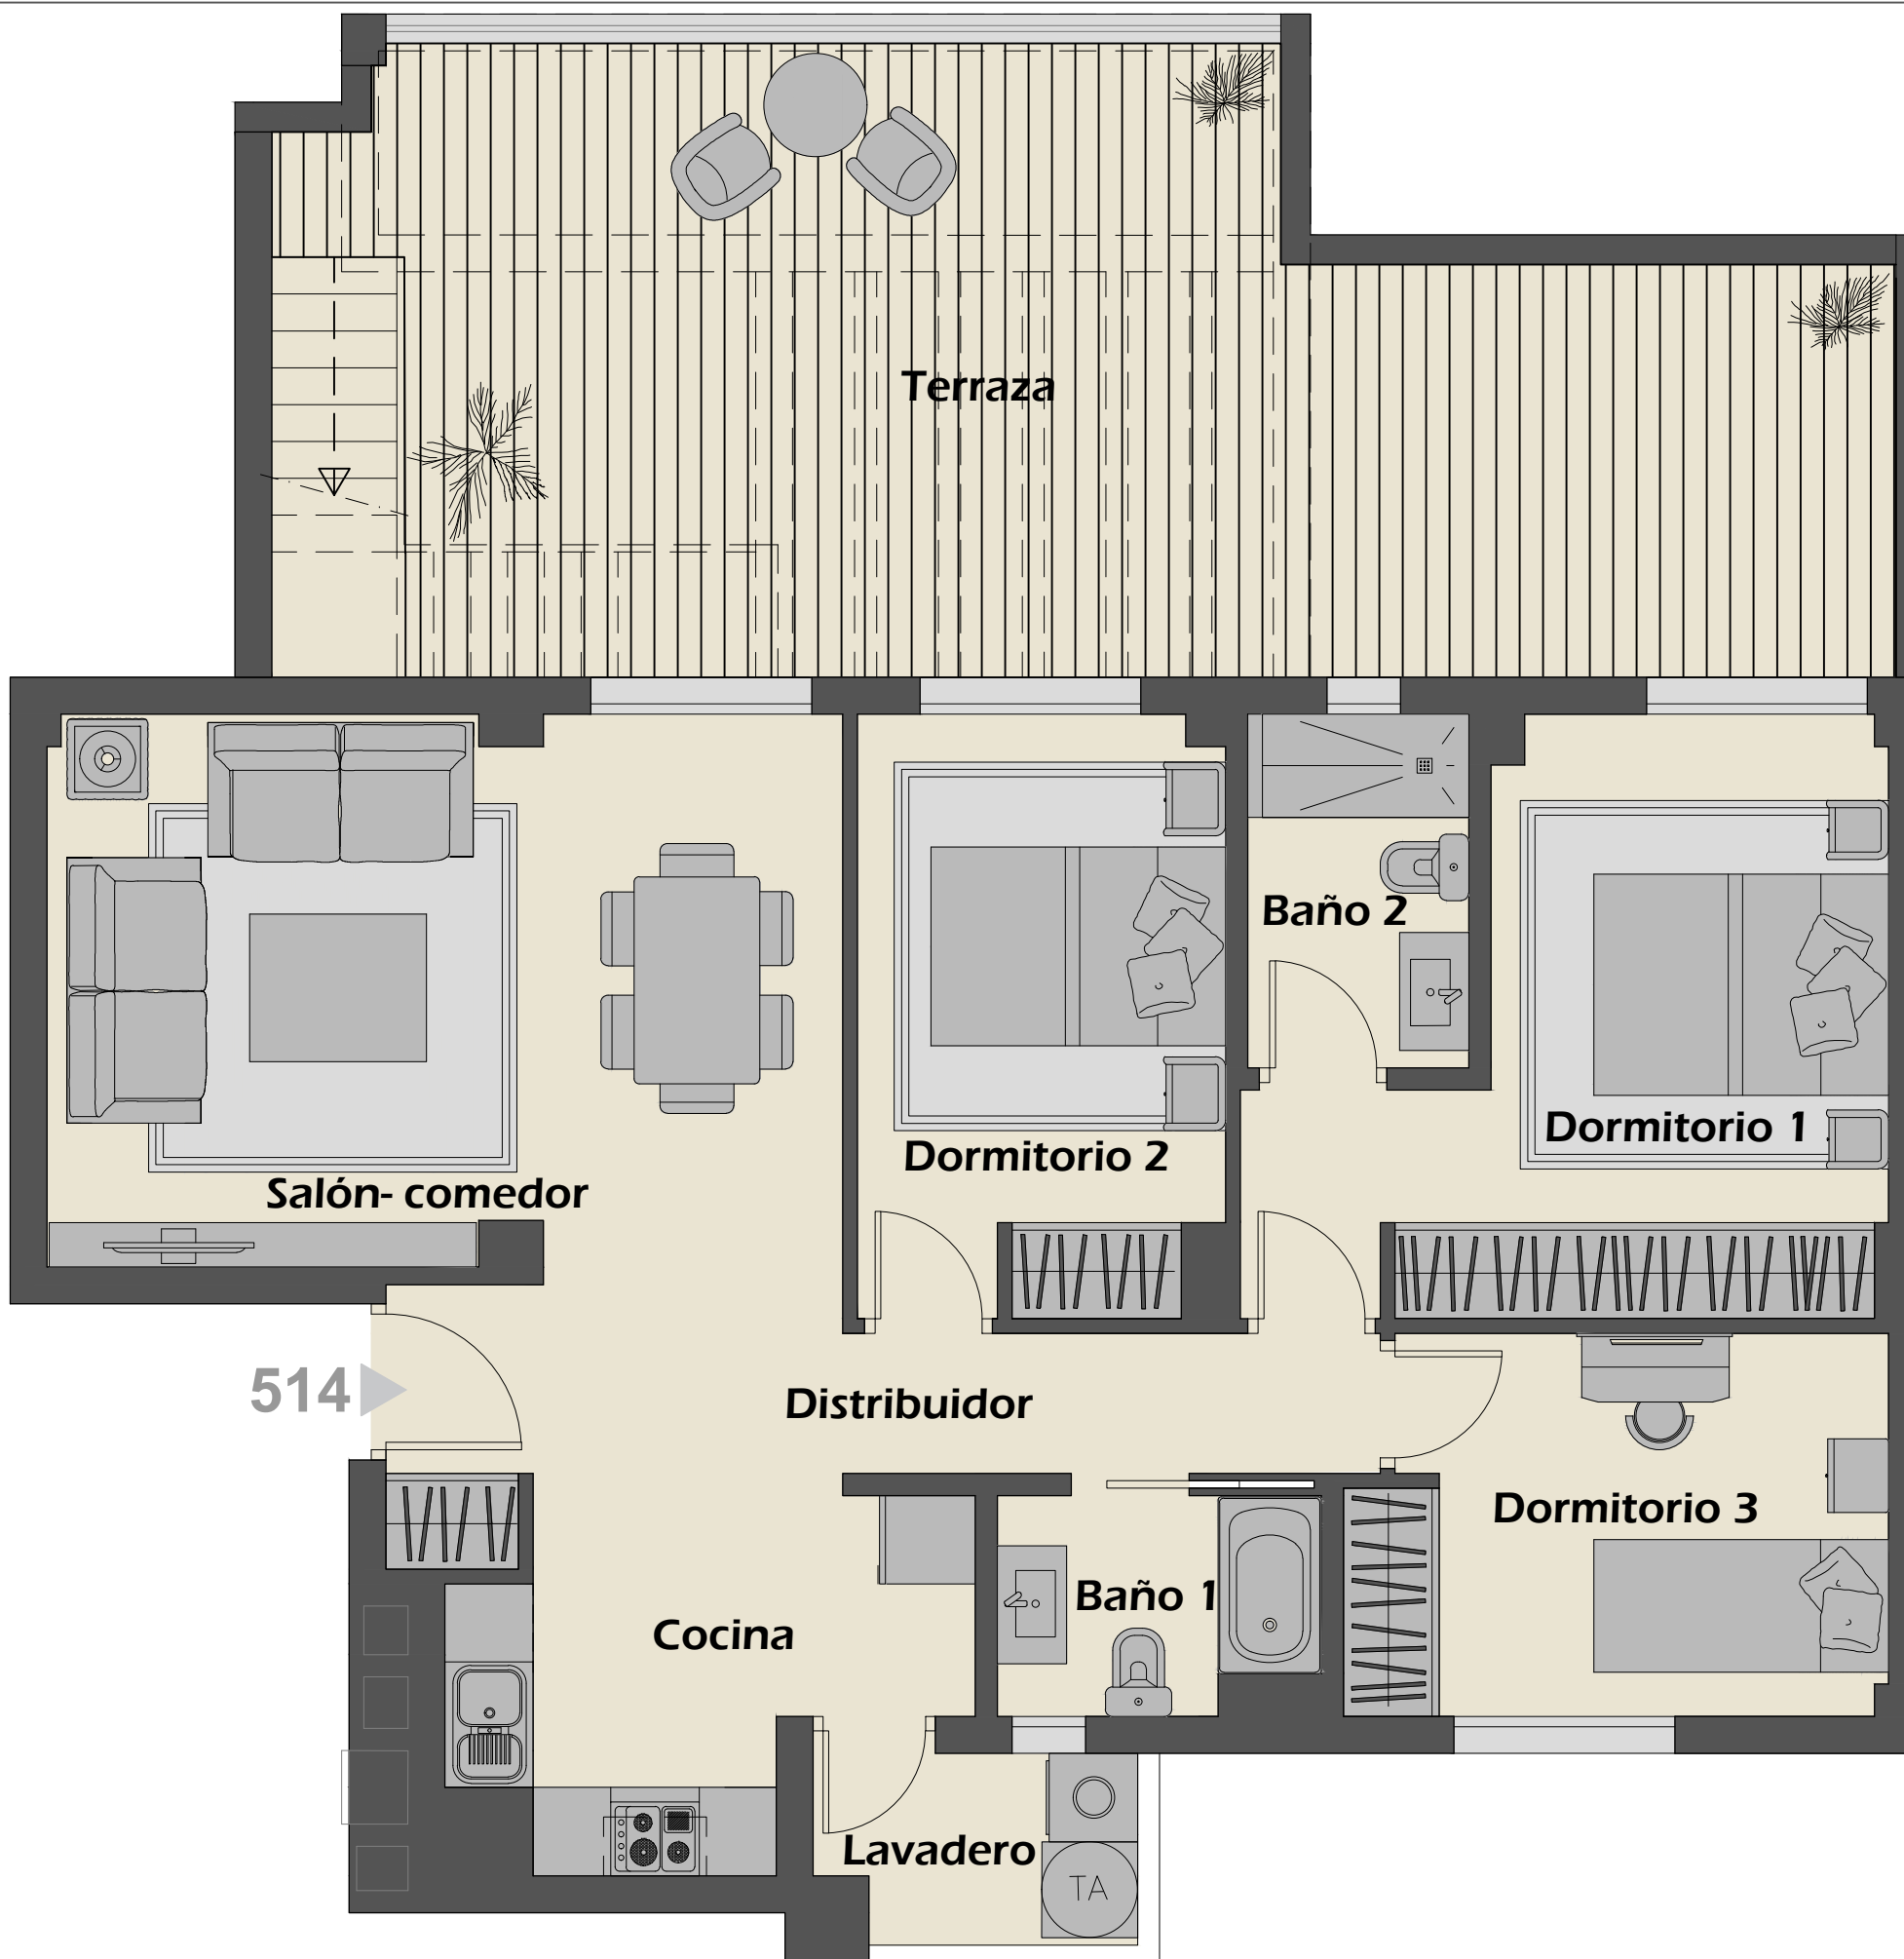 Terraza
Baño 2
Dormitorio 1
Dormitorio 2
Salón- comedor
514
Distribuidor
Dormitorio 3
Baño 1
Cocina
Lavadero
TA